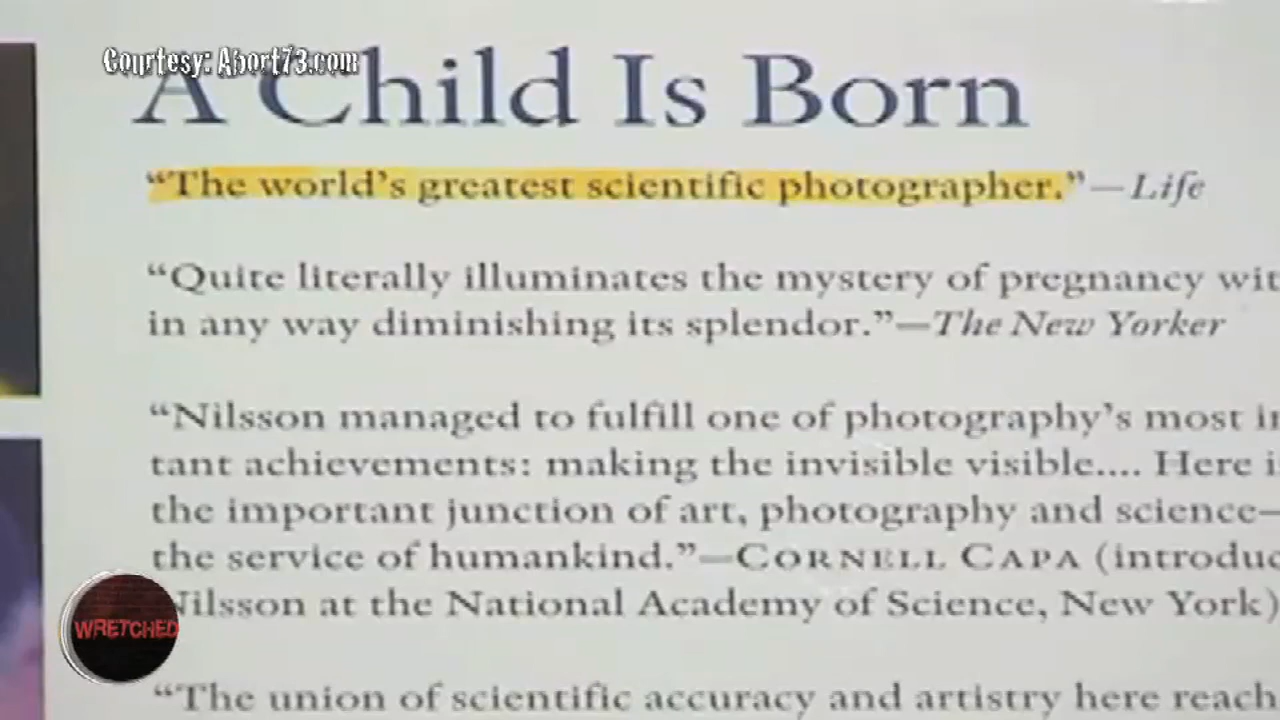 Courtesy: Abort73.com
A Child Is Born
“The world’s greatest scientific photographer.”—Life
“Quite literally illuminates the mystery of pregnancy wit
in any way diminishing its splendor.”—The New Yorker
“Nilsson managed to fulfill one of photography’s most i
tant achievements: making the invisible visible.... Here i
the important junction of art, photography and science—
the service of humankind.”—CORNELL CAPA (introduc
Nilsson at the National Academy of Science, New York)
WRETCHED
“The union of scientific accuracy and artistry here reach